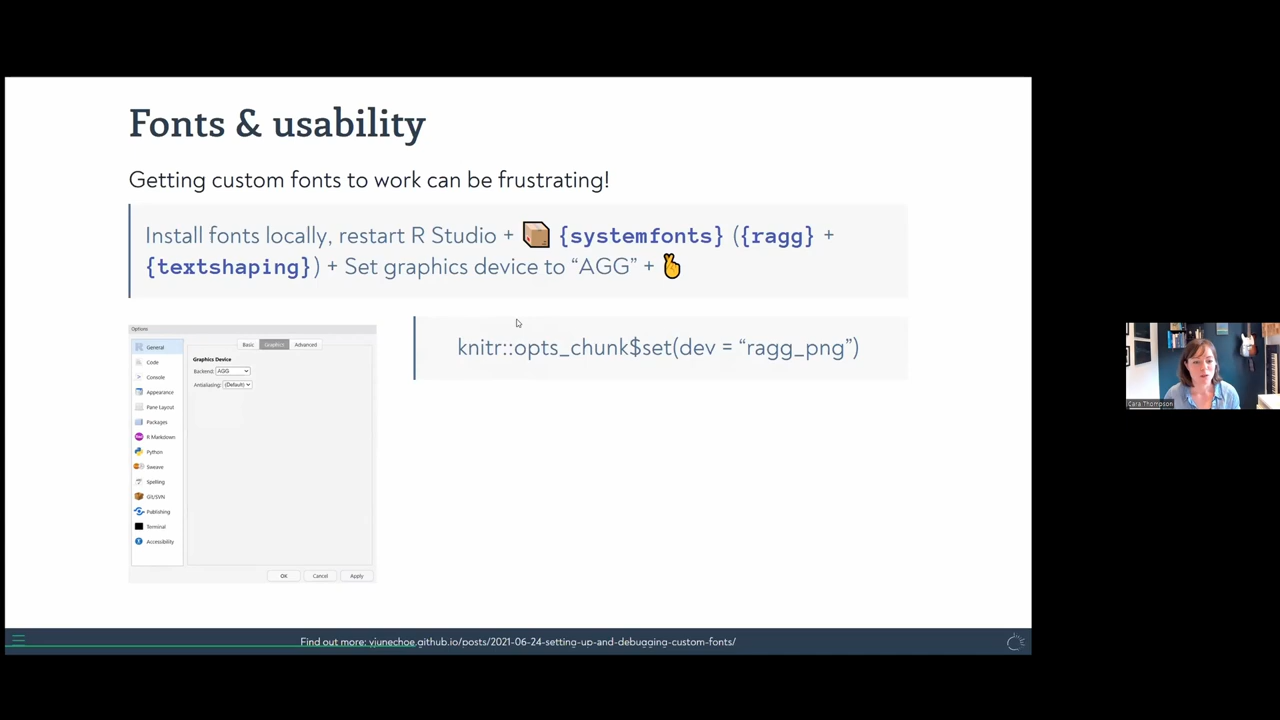 Fonts & usability
Getting custom fonts to work can be frustrating!
Install fonts locally, restart R Studio + {systemfonts} ({ragg} +
{textshaping}) + Set graphics device to “AGG” +
Options
General
Code
Console
Appearance
Pane Layout
Packages
R Markdown
Python
Sweave
Spelling
Git/SVN
Publishing
Terminal
Accessibility
Basic Graphics Advanced
Graphics Device
Backend: AGG
Antialiasing: (Default)
OK Cancel Apply
knitr::opts_chunk$set(dev = “ragg_png”)
Cara Thompson
Find out more: yjunechoe.github.io/posts/2021-06-24-setting-up-and-debugging-custom-fonts/